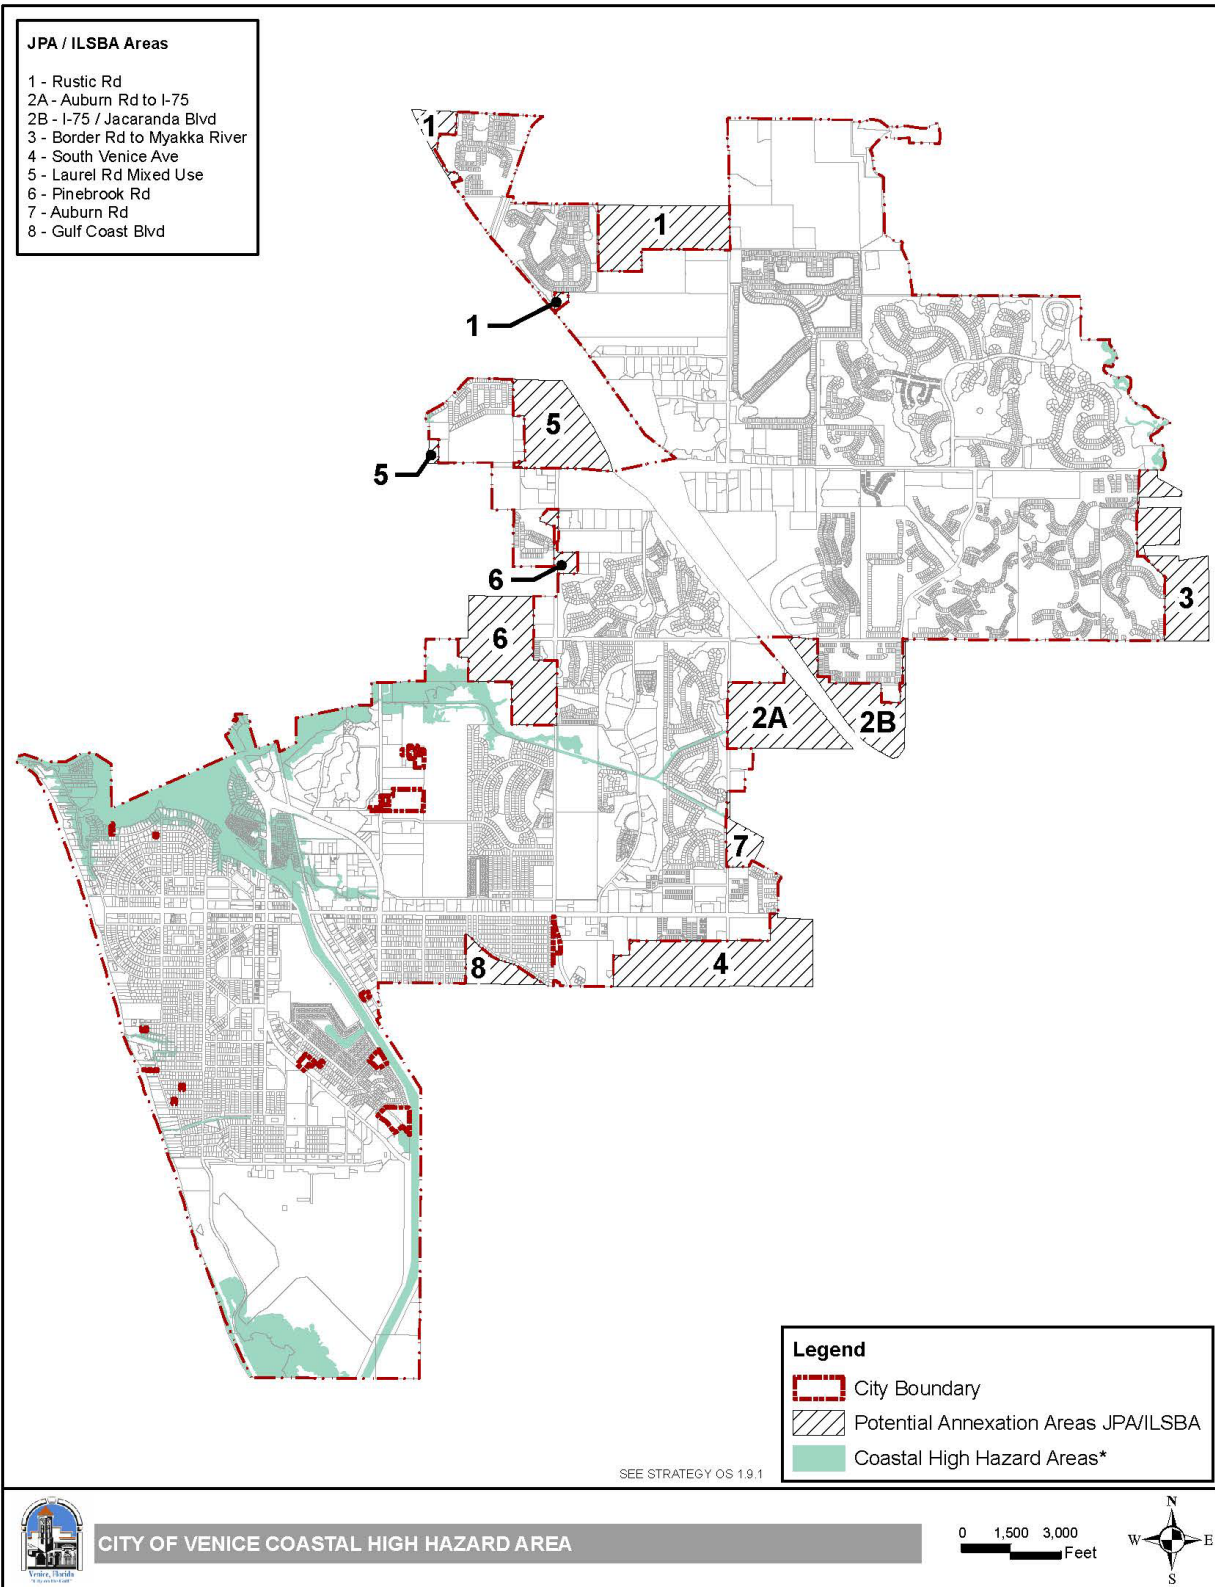 JPA / ILSBA Areas
1 - Rustic Rd
2A - Auburn Rd to I-75
2B - I-75 / Jacaranda Blvd
3 - Border Rd to Myakka River
4 - South Venice Ave
5 - Laurel Rd Mixed Use
6 - Pinebrook Rd
7 - Auburn Rd
8 - Gulf Coast Blvd
1
1
1
5
5
6
3
6
2A
2B
7
8
4
Legend
City Boundary
Potential Annexation Areas JPA/ILSBA
Coastal High Hazard Areas*
SEE STRATEGY OS 1.9.1
Venice, Florida
CITY OF VENICE COASTAL HIGH HAZARD AREA
0 1,500 3,000
Feet
N
W E
S